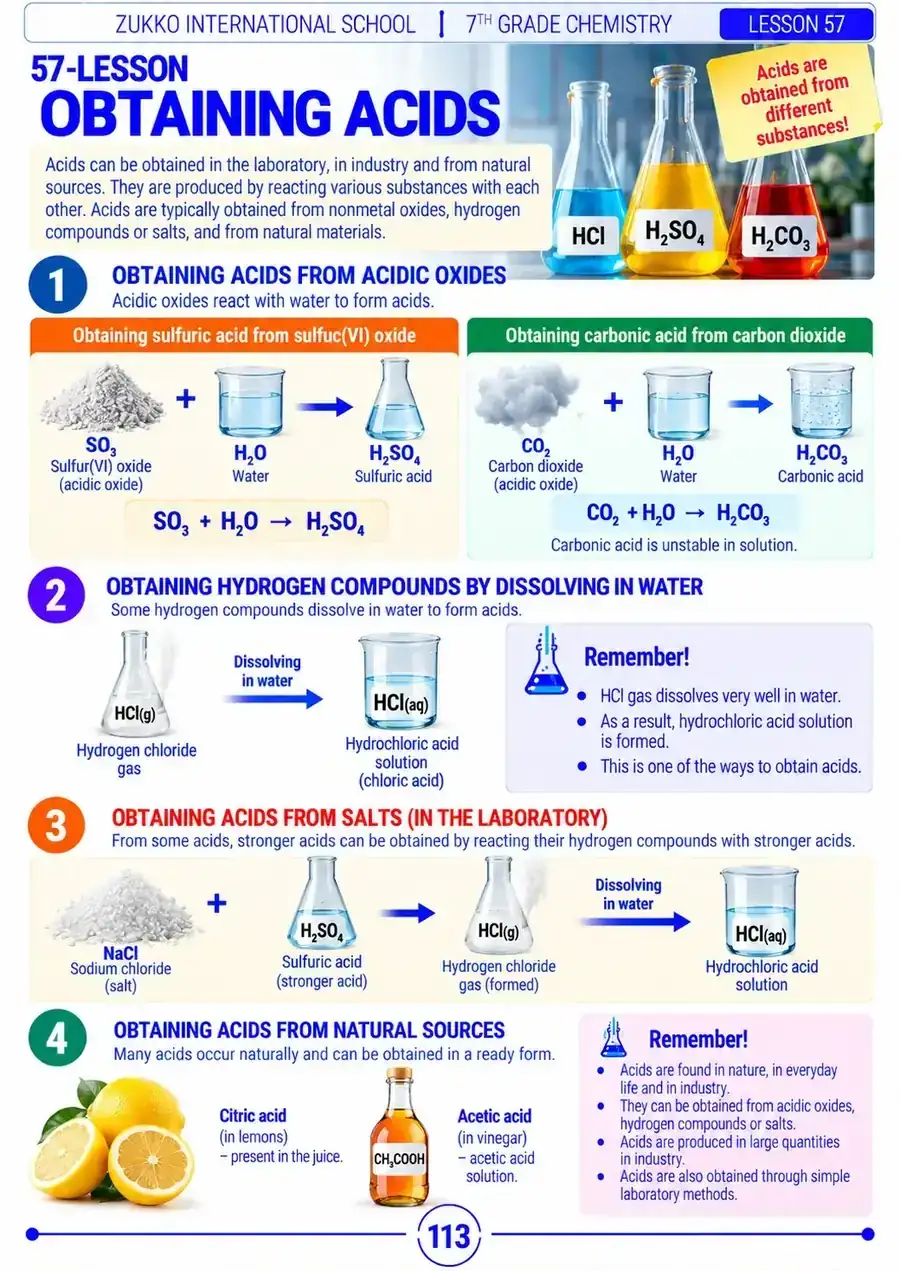 ZUKKO INTERNATIONAL SCHOOL | 7TH GRADE CHEMISTRY
LESSON 57
57-LESSON
OBTAINING ACIDS
Acids can be obtained in the laboratory, in industry and from natural
sources. They are produced by reacting various substances with each
other. Acids are typically obtained from nonmetal oxides, hydrogen
compounds or salts, and from natural materials.
Acids are
obtained from
different
substances!
HCl
H₂SO₄
H₂CO₃
1
OBTAINING ACIDS FROM ACIDIC OXIDES
Acidic oxides react with water to form acids.
Obtaining sulfuric acid from sulfuc(VI) oxide
+
SO₃
Sulfur(VI) oxide
(acidic oxide)
H₂O
Water
H₂SO₄
Sulfuric acid
SO₃ + H₂O → H₂SO₄
Obtaining carbonic acid from carbon dioxide
+
CO₂
Carbon dioxide
(acidic oxide)
H₂O
Water
H₂CO₃
Carbonic acid
CO₂ + H₂O → H₂CO₃
Carbonic acid is unstable in solution.
2
OBTAINING HYDROGEN COMPOUNDS BY DISSOLVING IN WATER
Some hydrogen compounds dissolve in water to form acids.
HCl(g)
Hydrogen chloride
gas
Dissolving
in water
HCl(aq)
Hydrochloric acid
solution
(chloric acid)
Remember!
• HCl gas dissolves very well in water.
• As a result, hydrochloric acid solution
is formed.
• This is one of the ways to obtain acids.
3
OBTAINING ACIDS FROM SALTS (IN THE LABORATORY)
From some acids, stronger acids can be obtained by reacting their hydrogen compounds with stronger acids.
NaCl
Sodium chloride
(salt)
+
H₂SO₄
Sulfuric acid
(stronger acid)
HCl(g)
Hydrogen chloride
gas (formed)
Dissolving
in water
HCl(aq)
Hydrochloric acid
solution
4
OBTAINING ACIDS FROM NATURAL SOURCES
Many acids occur naturally and can be obtained in a ready form.
Citric acid
(in lemons)
– present in the juice.
CH₃COOH
Acetic acid
(in vinegar)
– acetic acid
solution.
Remember!
• Acids are found in nature, in everyday
life and in industry.
• They can be obtained from acidic oxides,
hydrogen compounds or salts.
• Acids are produced in large quantities
in industry.
• Acids are also obtained through simple
laboratory methods.
113